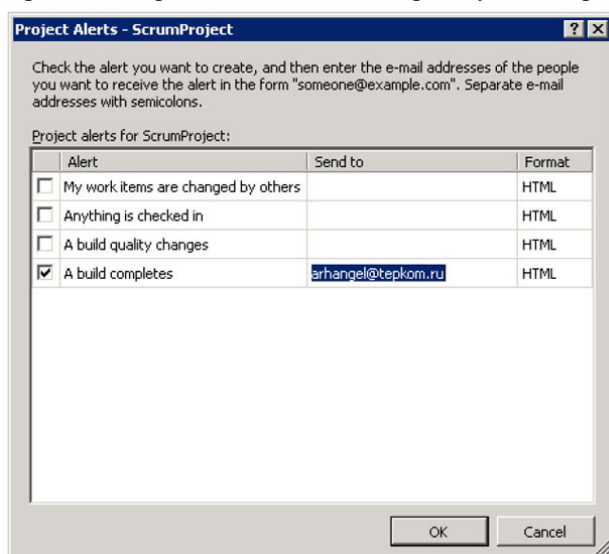 Project Alerts - ScrumProject
Check the alert you want to create, and then enter the e-mail addresses of the people
you want to receive the alert in the form "someone@example.com". Separate e-mail
addresses with semicolons.
Project alerts for ScrumProject:
Alert Send to Format
My work items are changed by others HTML
Anything is checked in HTML
A build quality changes HTML
A build completes arhangel@tepkom.ru HTML
OK Cancel